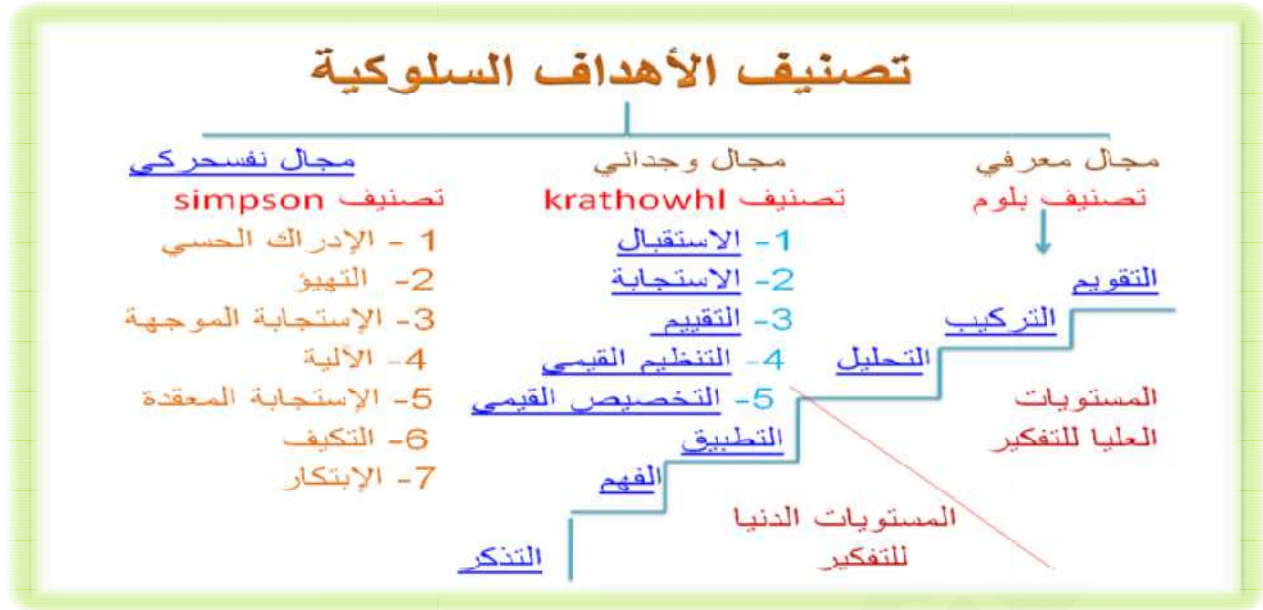 تصنيف الأهداف السلوكية
مجال معرفي
تصنيف بلوم
التقويم
التركيب
التحليل
التطبيق
الفهم
التذكر
المستويات
العليا للتفكير
المستويات الدنيا
للتفكير
مجال وجداني
تصنيف krathowhl
1- الاستقبال
2- الاستجابة
3- التقييم
4- التنظيم القيمي
5- التخصيص القيمي
مجال نفسحركي
تصنيف simpson
1 - الإدراك الحسي
2- التهيؤ
3- الإستجابة الموجهة
4- الآلية
5- الإستجابة المعقدة
6- التكيف
7- الإبتكار